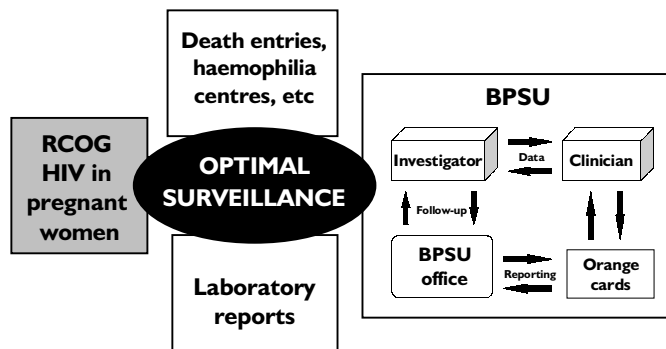 Death entries,
haemophilia
centres, etc
RCOG
HIV in
pregnant
women
OPTIMAL
SURVEILLANCE
Laboratory
reports
BPSU
Investigator
Data
Clinician
Follow-up
BPSU
office
Reporting
Orange
cards